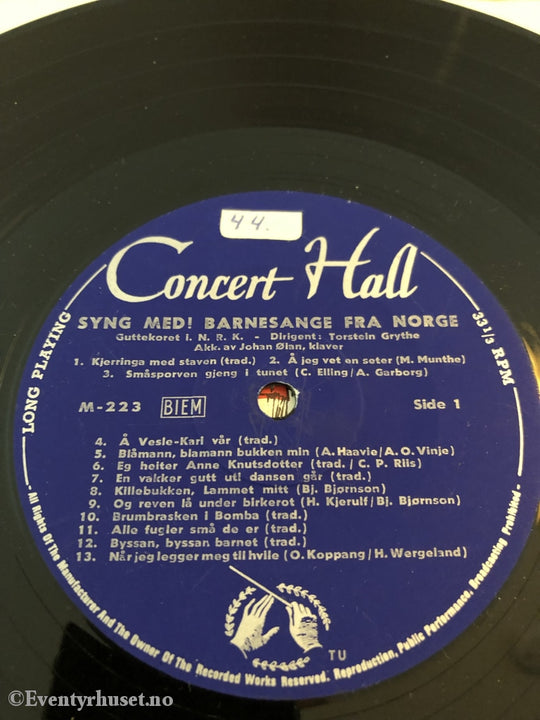 44.
Concert Hall
SYNG MED! BARNESANGE FRA NORGE
Guttekoret i. N. R. K. - Dirigent: Torstein Grythe
Akk. av Johan Øian, klaver
1. Kjerringa med staven (trad.) 2. Å jeg vet en seter (M. Munthe)
3. Småsporven gjeng i tunet (C. Elling/A. Garborg)
LONG PLAYING
33 1/3 RPM
M-223 BIEM Side 1
4. Å Vesle-Karl vår (trad.)
5. Blåmann, blamann bukken min (A. Haavie/A. O. Vinje)
6. Eg heiter Anne Knutsdotter (trad./C. P. Riis)
7. En vakker gutt ut! dansen går (trad.)
8. Killebukken, Lammet mitt (Bj. Bjørnson)
9. Og reven lå under birkerot (H. Kjerulf/Bj. Bjørnson)
10. Brumbrasken i Bomba (trad.)
11. Alle fugler små de er (trad.)
12. Byssan, byssan barnet (trad.)
13. Når jeg legger meg til hvile (O. Koppang/H. Wergeland)
TU
- All Rights Of The Manufacturer And The Owner Of The Recorded Works Reserved. Reproduction, Public Performance, Broadcasting Prohibited -
©Eventyrhuset.no